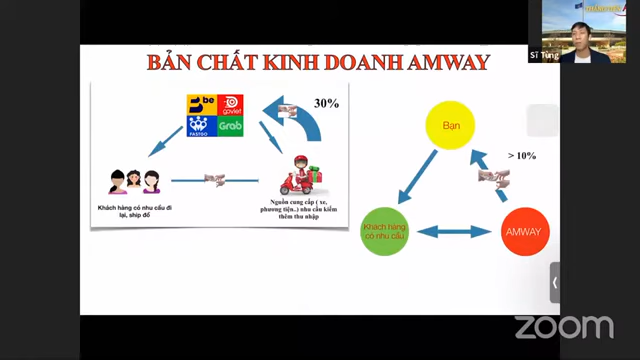 Sĩ Tùng
BẢN CHẤT KINH DOANH AMWAY
be
goviet
FASTGO
Grab
30%
Khách hàng có nhu cầu đi
lại, ship đồ
Nguồn cung cấp ( xe,
phương tiện..) nhu cầu kiếm
thêm thu nhập
Bạn
> 10%
Khách hàng
có nhu cầu
AMWAY
zoom